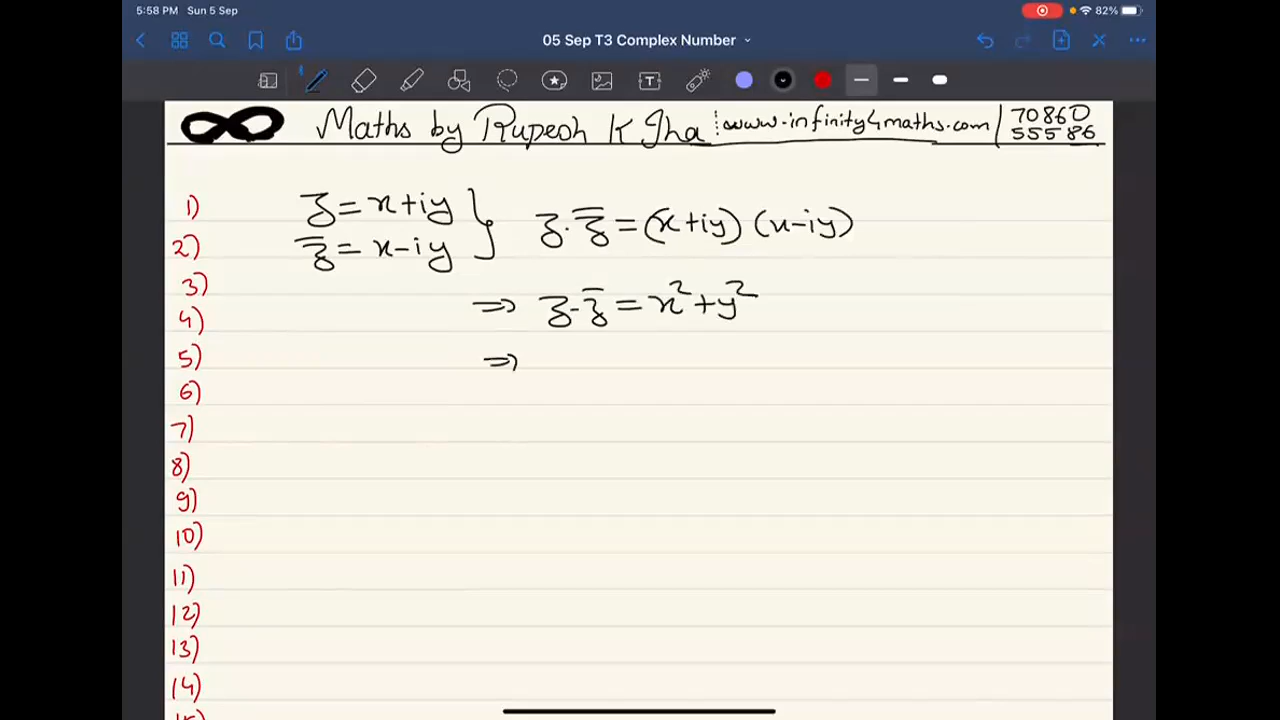 5:58 PM Sun 5 Sep
82%
05 Sep T3 Complex Number
∞ Maths by Rupesh K Jha www.infinity4maths.com 70860
55586
1) z = x+iy
2) z̄ = x-iy
z·z̄ = (x+iy)(x-iy)
3)
⇒ z·z̄ = x²+y²
4)
5) ⇒
6)
7)
8)
9)
10)
11)
12)
13)
14)